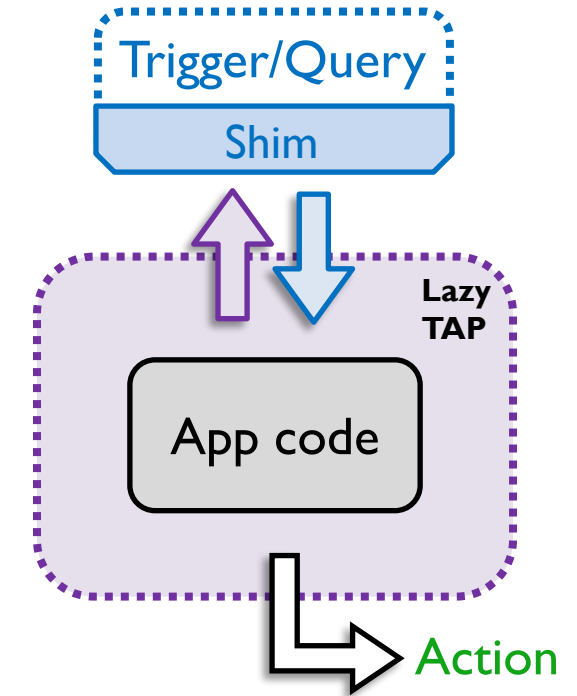 Trigger/Query
Shim
Lazy
TAP
App code
Action